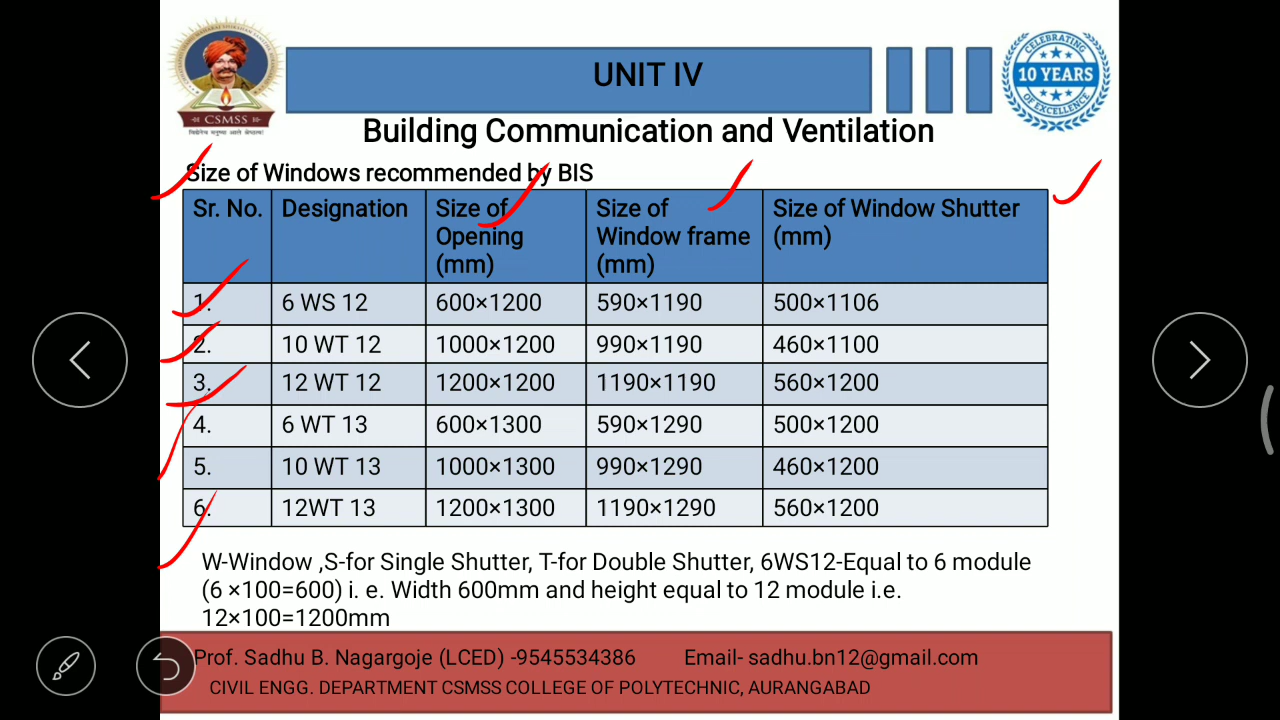 UNIT IV
CELEBRATING
10 YEARS
OF EXCELLENCE
CSMSS
Building Communication and Ventilation
Size of Windows recommended by BIS
Sr. No. Designation Size of Opening (mm) Size of Window frame (mm) Size of Window Shutter (mm)
1. 6 WS 12 600×1200 590×1190 500×1106
2. 10 WT 12 1000×1200 990×1190 460×1100
3. 12 WT 12 1200×1200 1190×1190 560×1200
4. 6 WT 13 600×1300 590×1290 500×1200
5. 10 WT 13 1000×1300 990×1290 460×1200
6. 12WT 13 1200×1300 1190×1290 560×1200
W-Window ,S-for Single Shutter, T-for Double Shutter, 6WS12-Equal to 6 module
(6 ×100=600) i. e. Width 600mm and height equal to 12 module i.e.
12×100=1200mm
Prof. Sadhu B. Nagargoje (LCED) -9545534386 Email- sadhu.bn12@gmail.com
CIVIL ENGG. DEPARTMENT CSMSS COLLEGE OF POLYTECHNIC, AURANGABAD